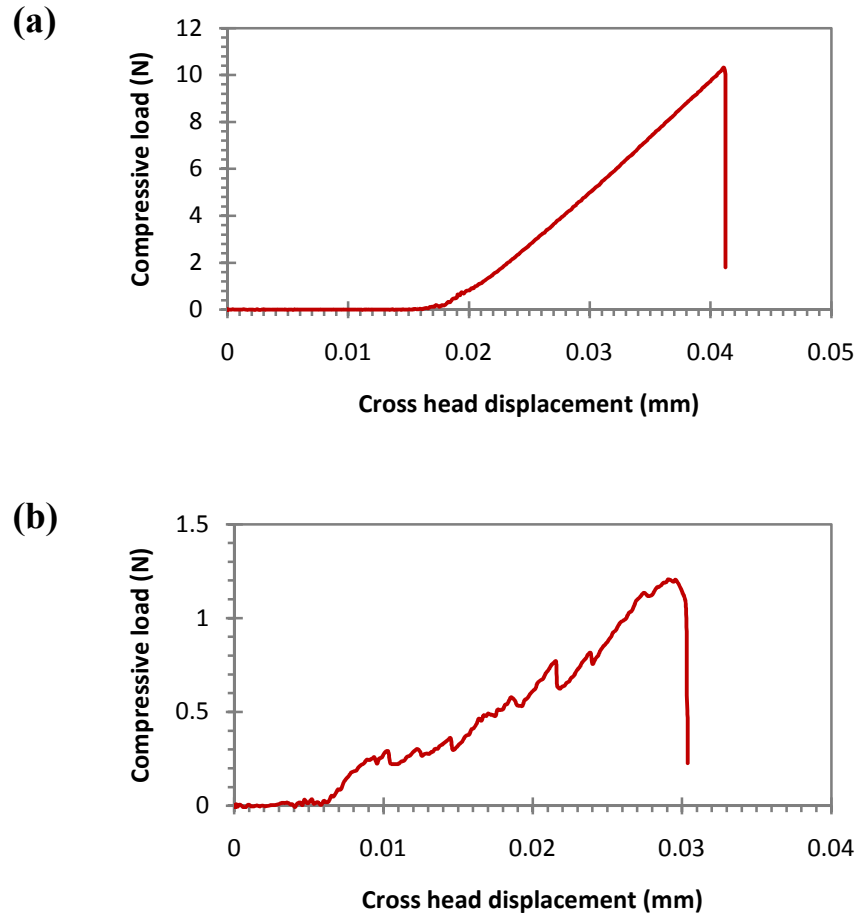 (a)
Compressive load (N)
12
10
8
6
4
2
0
0 0.01 0.02 0.03 0.04 0.05
Cross head displacement (mm)
(b)
Compressive load (N)
1.5
1
0.5
0
0 0.01 0.02 0.03 0.04
Cross head displacement (mm)